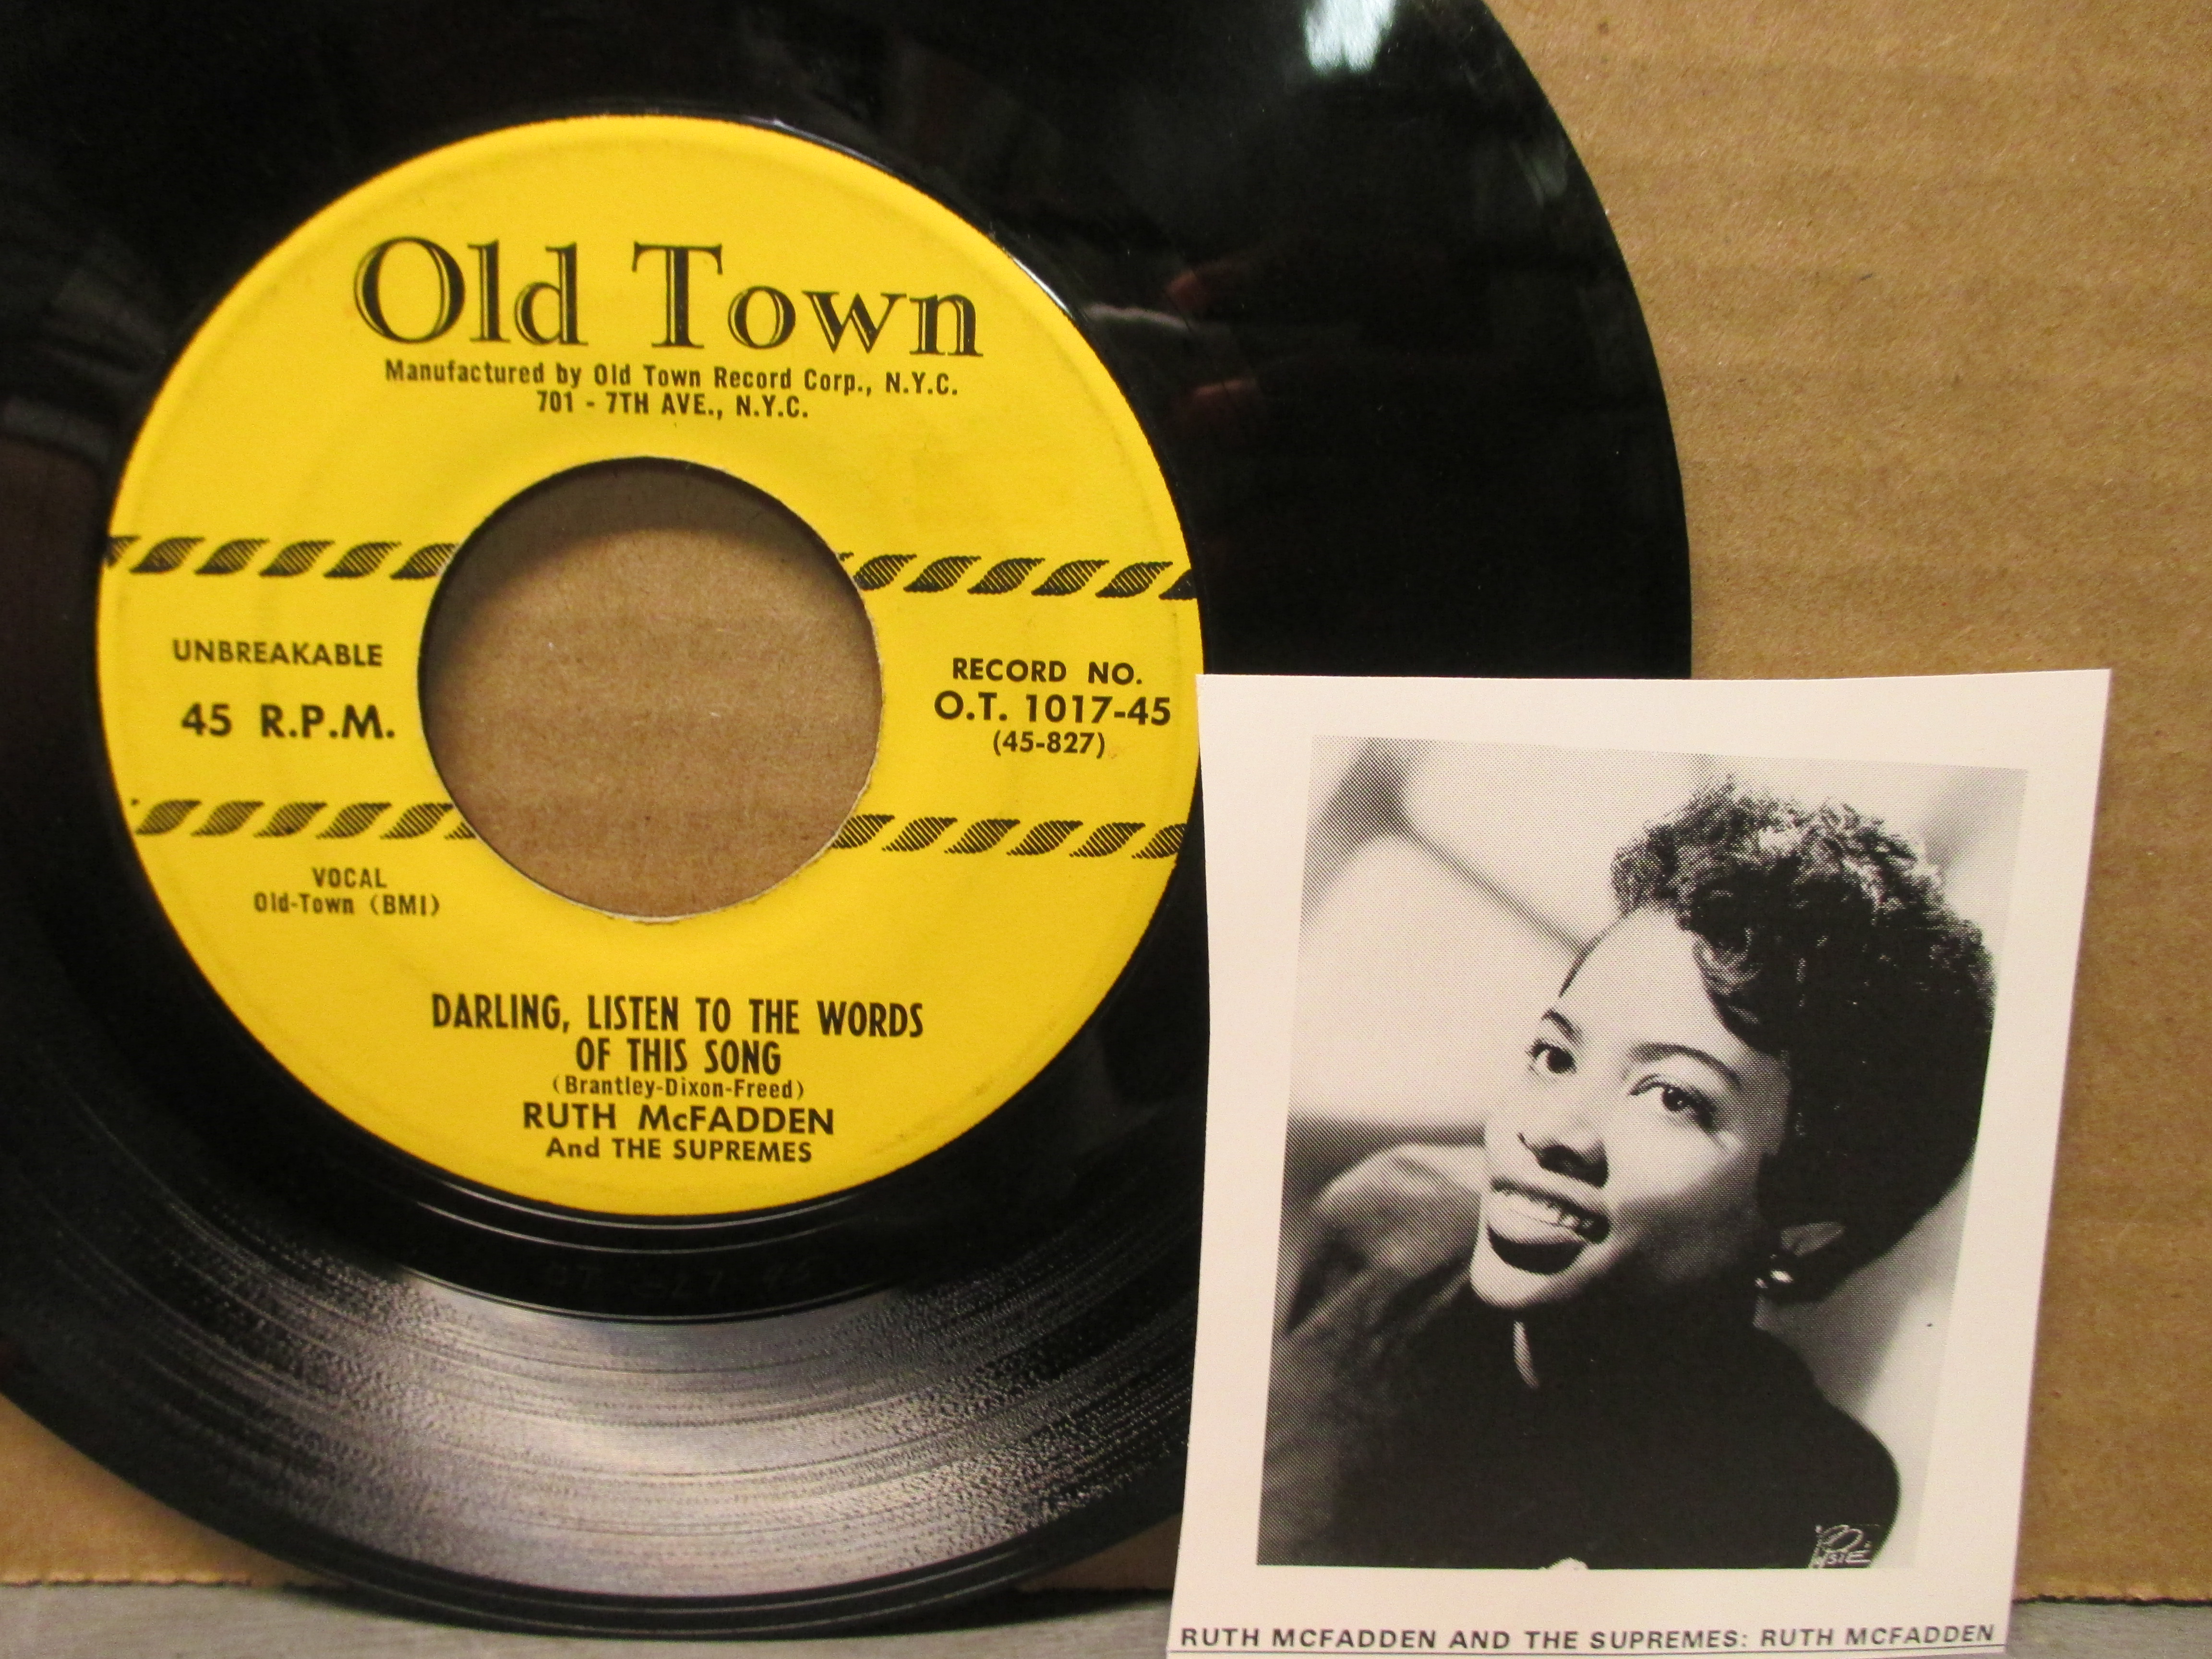 Old Town
Manufactured by Old Town Record Corp., N.Y.C.
701 - 7TH AVE., N.Y.C.
UNBREAKABLE
45 R.P.M.
RECORD NO.
O.T. 1017-45
(45-827)
VOCAL
Old-Town (BMI)
DARLING, LISTEN TO THE WORDS
OF THIS SONG
(Brantley-Dixon-Freed)
RUTH McFADDEN
And THE SUPREMES
RUTH MCFADDEN AND THE SUPREMES: RUTH MCFADDEN